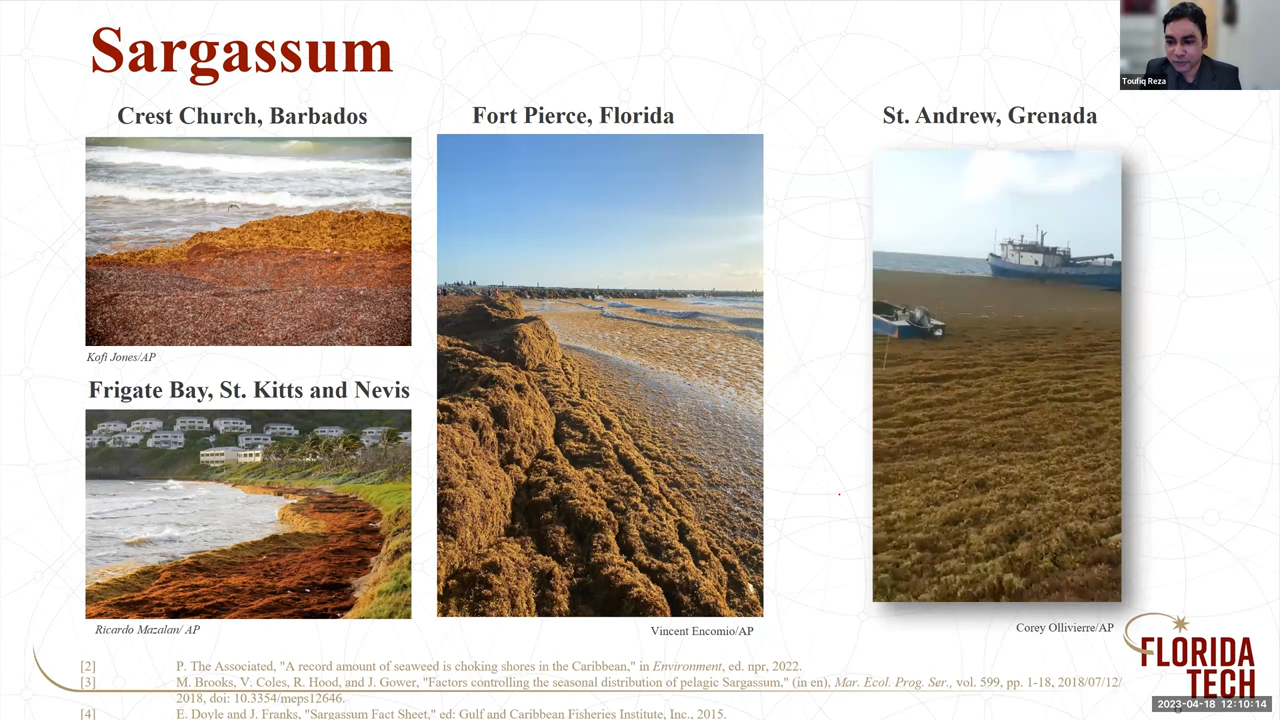 Sargassum
Toufiq Reza
Crest Church, Barbados
Fort Pierce, Florida
St. Andrew, Grenada
Kofi Jones/AP
Frigate Bay, St. Kitts and Nevis
Ricardo Mazalan/ AP
Vincent Encomio/AP
Corey Ollivierre/AP
[2] P. The Associated, "A record amount of seaweed is choking shores in the Caribbean," in Environment, ed. npr, 2022.
[3] M. Brooks, V. Coles, R. Hood, and J. Gower, "Factors controlling the seasonal distribution of pelagic Sargassum," (in en), Mar. Ecol. Prog. Ser., vol. 599, pp. 1-18, 2018/07/12/
2018, doi: 10.3354/meps12646.
[4] E. Doyle and J. Franks, "Sargassum Fact Sheet," ed: Gulf and Caribbean Fisheries Institute, Inc., 2015.
FLORIDA
TECH
2023-04-18 12:10:14